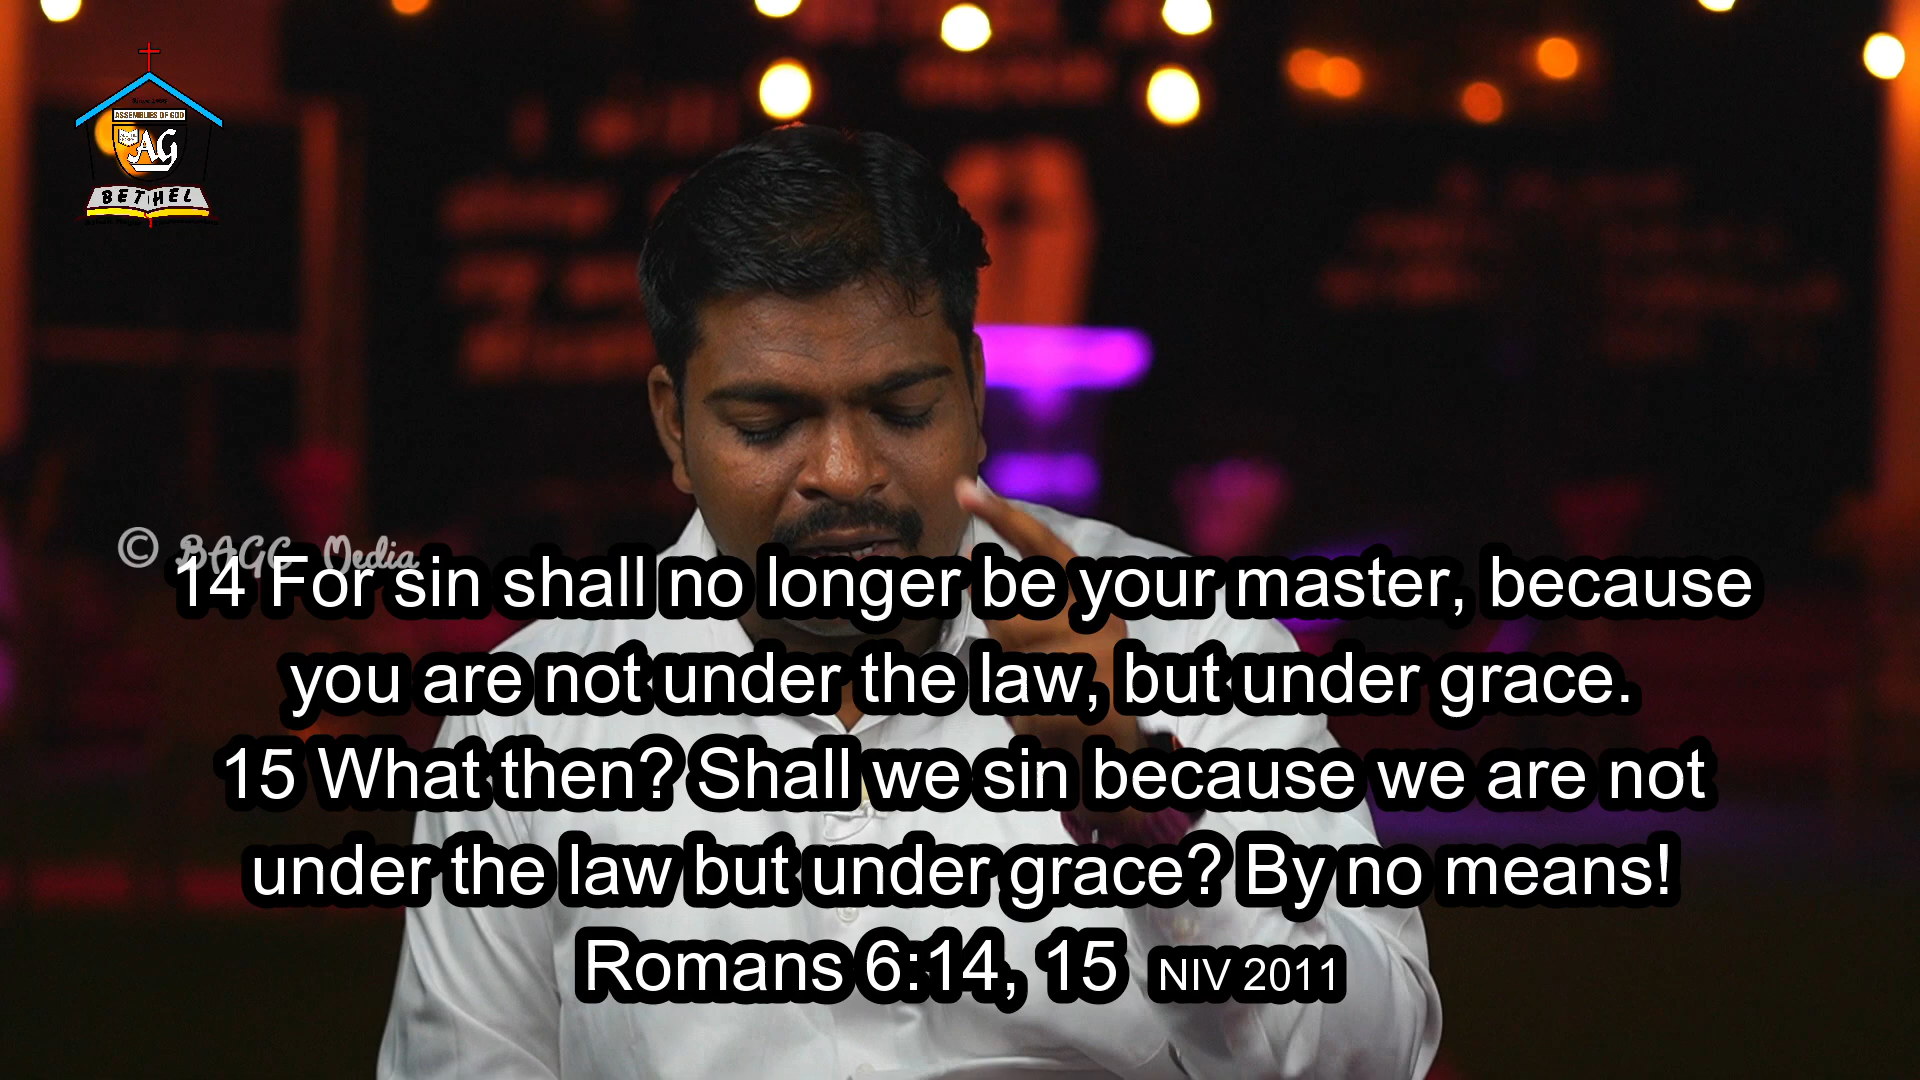 ASSEMBLIES OF GOD
AG
BETHEL
© BAGC Media
14 For sin shall no longer be your master, because
you are not under the law, but under grace.
15 What then? Shall we sin because we are not
under the law but under grace? By no means!
Romans 6:14, 15 NIV 2011